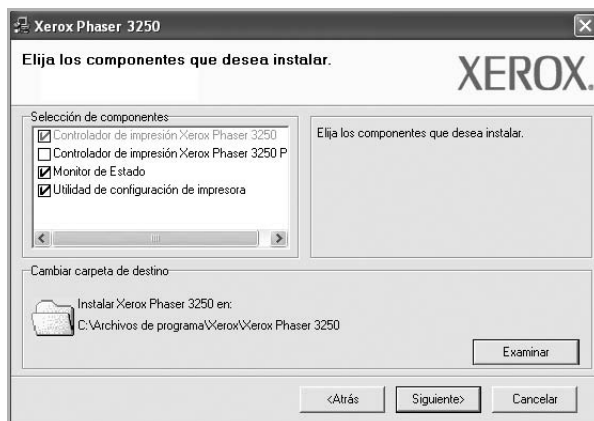 Xerox Phaser 3250
Elija los componentes que desea instalar.
XEROX.
Selección de componentes
Controlador de impresión Xerox Phaser 3250
Controlador de impresión Xerox Phaser 3250 P
Monitor de Estado
Utilidad de configuración de impresora
Elija los componentes que desea instalar.
Cambiar carpeta de destino
Instalar Xerox Phaser 3250 en:
C:\Archivos de programa\Xerox\Xerox Phaser 3250
Examinar
<Atrás
Siguiente>
Cancelar